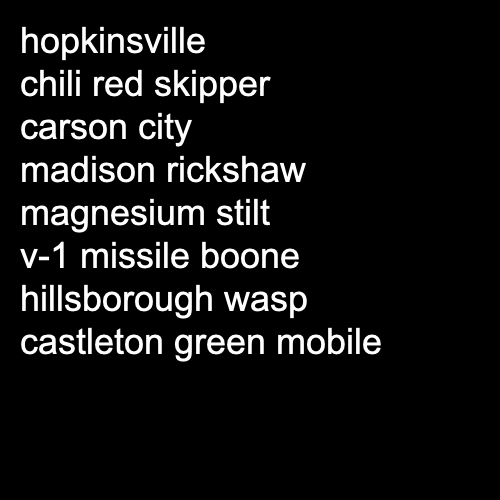 hopkinsville
chili red skipper
carson city
madison rickshaw
magnesium stilt
v-1 missile boone
hillsborough wasp
castleton green mobile